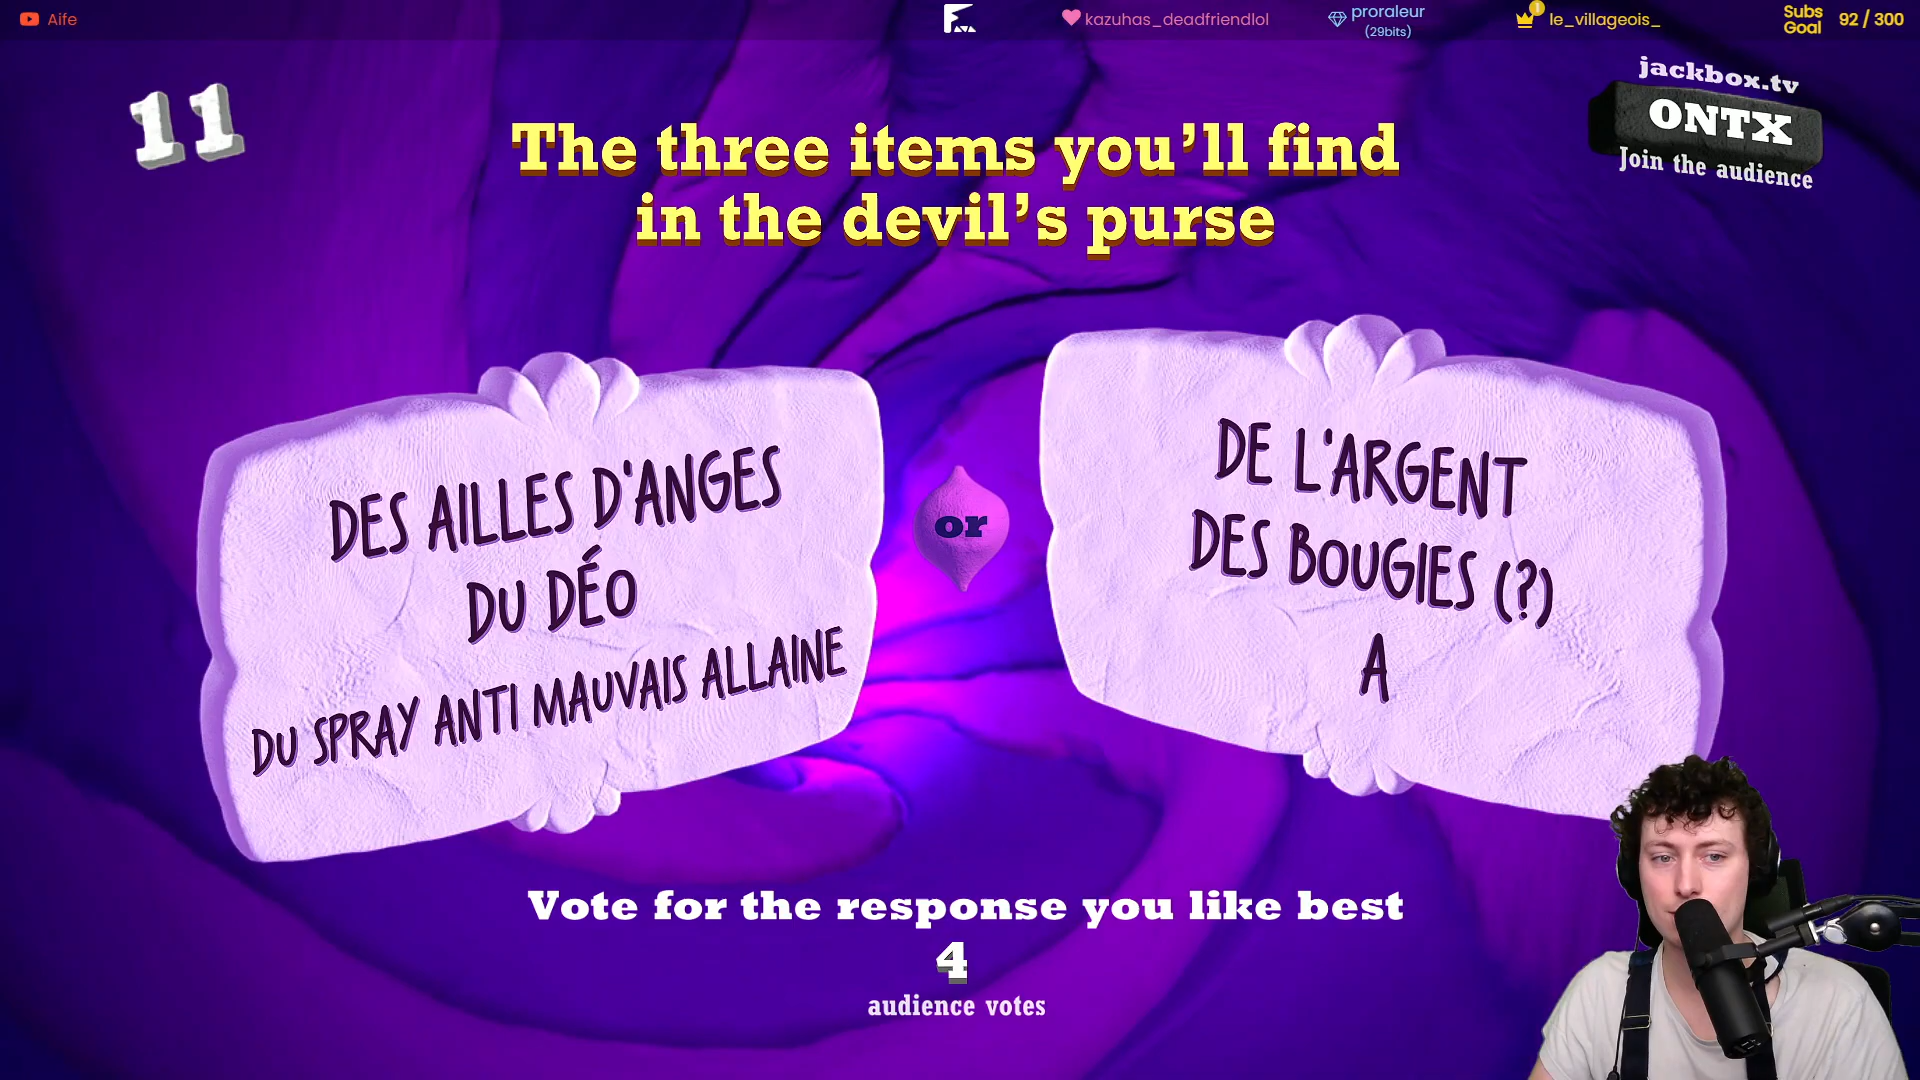 Aife
kazuhas_deadfriendlol
proraleur
(29bits)
1
le_villageois_
Subs
Goal
92 / 300
11
jackbox.tv
ONTX
Join the audience
The three items you'll find
in the devil's purse
DES AILLES D'ANGES
DU DÉO
DU SPRAY ANTI MAUVAIS ALLAINE
or
DE L'ARGENT
DES BOUGIES (?)
A
Vote for the response you like best
4
audience votes